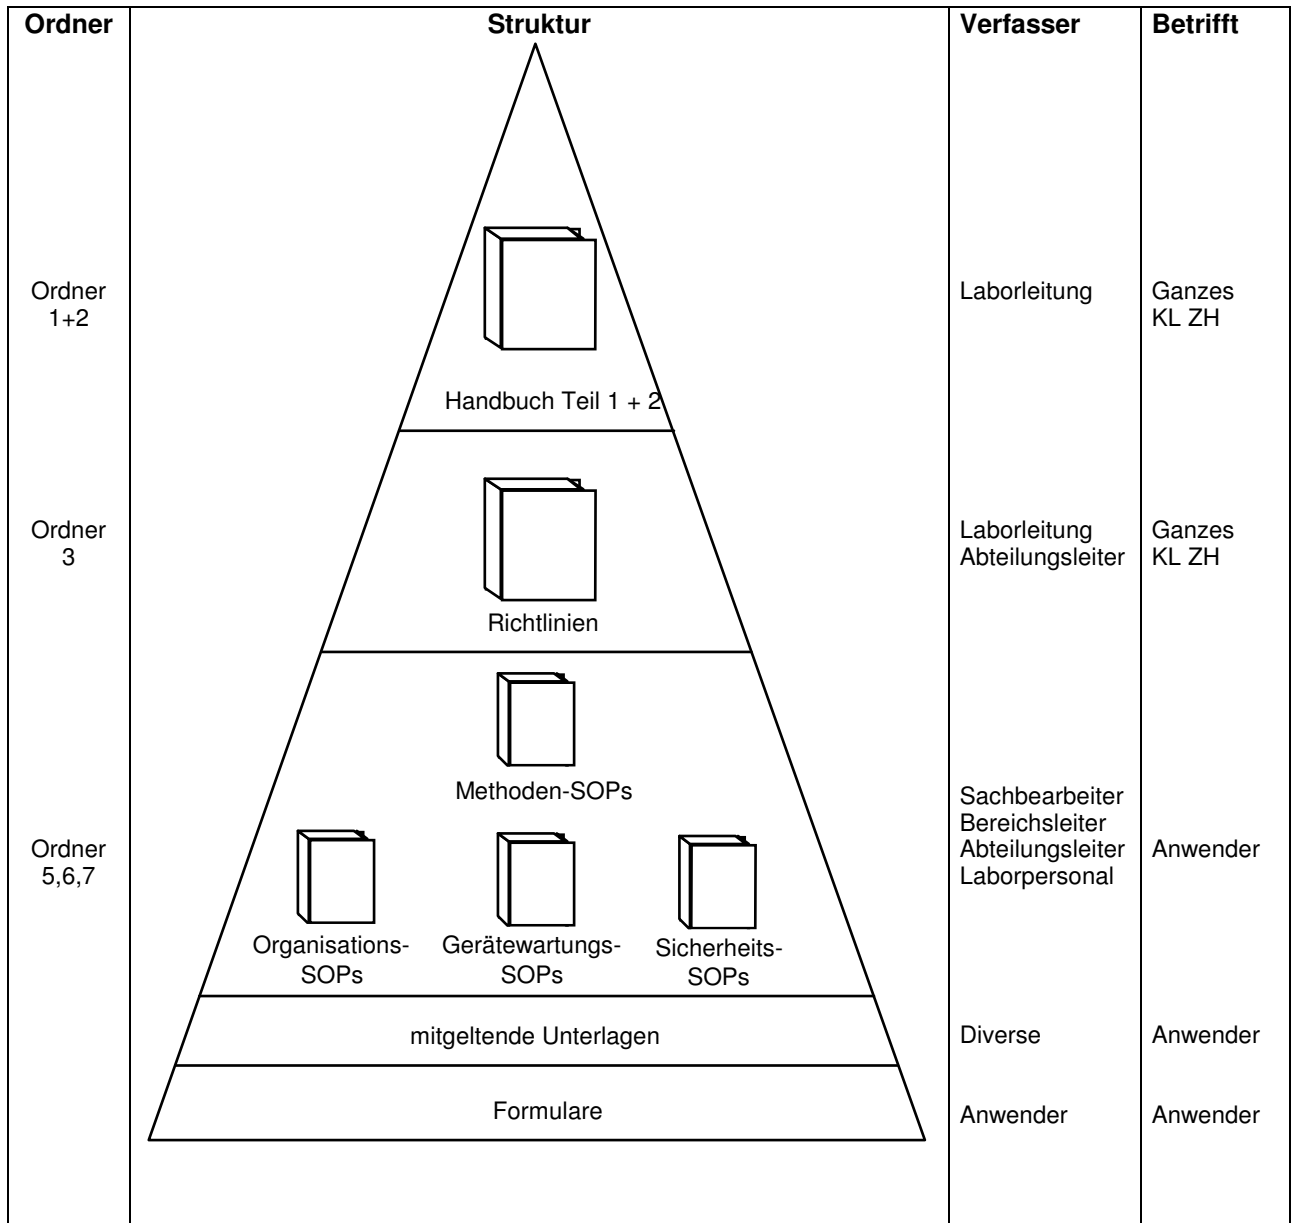 Ordner Struktur Verfasser Betrifft
Ordner
1+2
Laborleitung
Ganzes
KL ZH
Handbuch Teil 1 + 2
Ordner
3
Laborleitung
Abteilungsleiter
Ganzes
KL ZH
Richtlinien
Methoden-SOPs
Ordner
5,6,7
Sachbearbeiter
Bereichsleiter
Abteilungsleiter
Laborpersonal
Anwender
Organisations-
SOPs
Gerätewartungs-
SOPs
Sicherheits-
SOPs
mitgeltende Unterlagen
Diverse
Anwender
Formulare
Anwender
Anwender